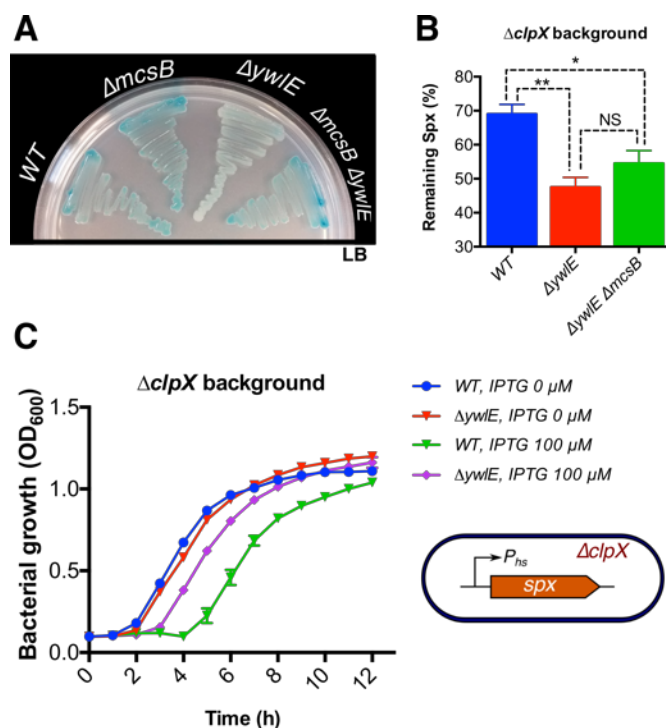 A
WT
ΔmcsB
ΔywlE
ΔmcsB ΔywlE
LB
B
ΔclpX background
*
**
NS
Remaining Spx (%)
80
70
60
50
40
30
WT
ΔywlE
ΔywlE ΔmcsB
C
ΔclpX background
Bacterial growth (OD600)
1.5
1.0
0.5
0.0
0
2
4
6
8
10
12
Time (h)
WT, IPTG 0 µM
ΔywlE, IPTG 0 µM
WT, IPTG 100 µM
ΔywlE, IPTG 100 µM
ΔclpX
Phs
spx